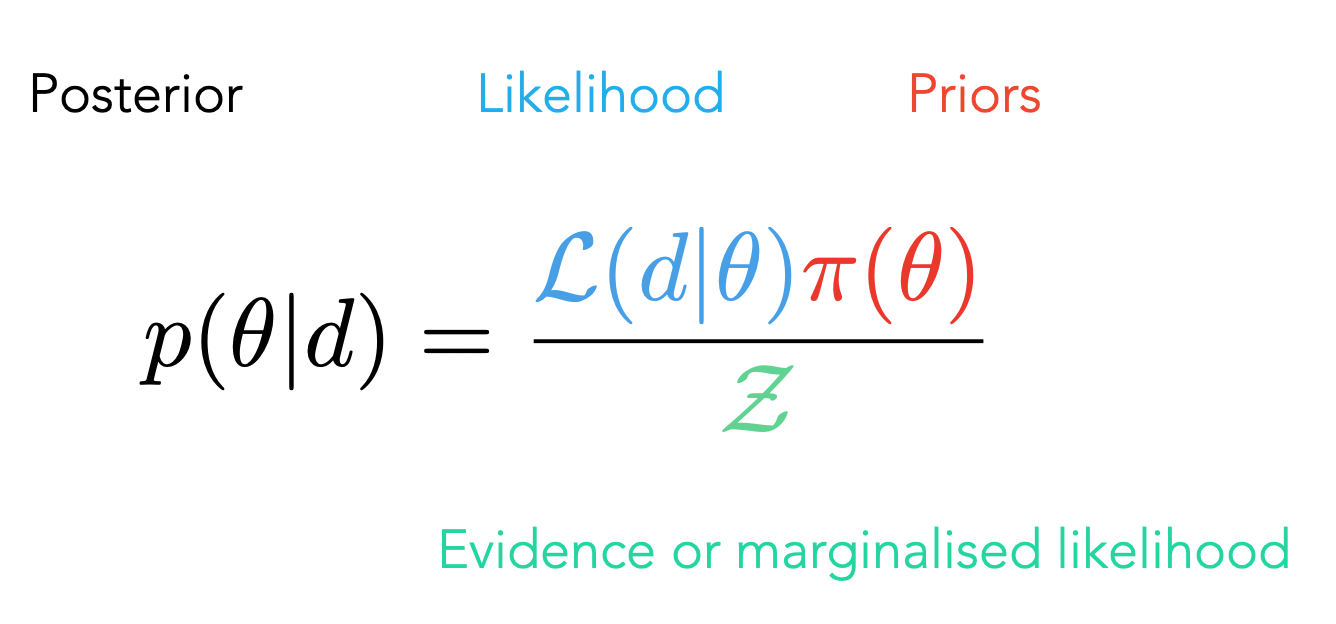 Posterior Likelihood Priors
p(θ|d) = ℒ(d|θ)π(θ) / 𝒵
Evidence or marginalised likelihood